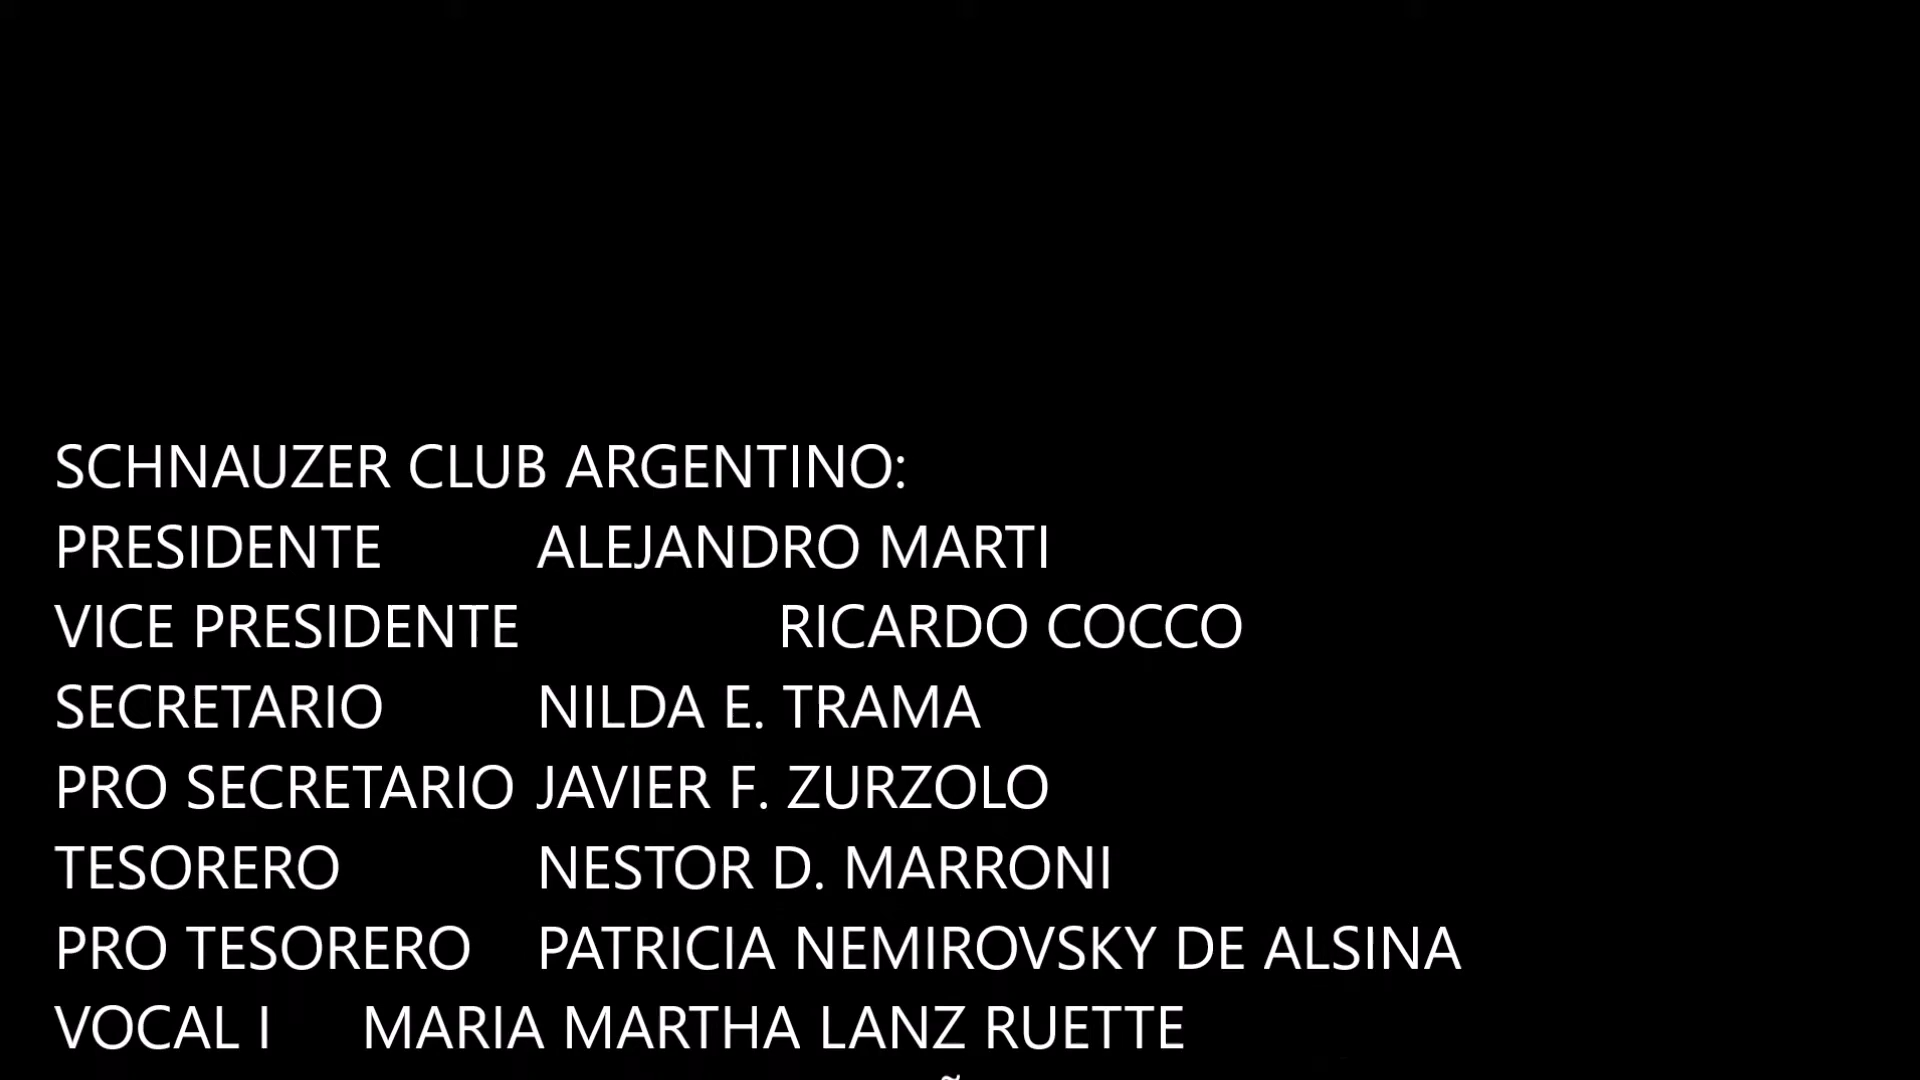 SCHNAUZER CLUB ARGENTINO:
PRESIDENTE ALEJANDRO MARTI
VICE PRESIDENTE RICARDO COCCO
SECRETARIO NILDA E. TRAMA
PRO SECRETARIO JAVIER F. ZURZOLO
TESORERO NESTOR D. MARRONI
PRO TESORERO PATRICIA NEMIROVSKY DE ALSINA
VOCAL I MARIA MARTHA LANZ RUETTE